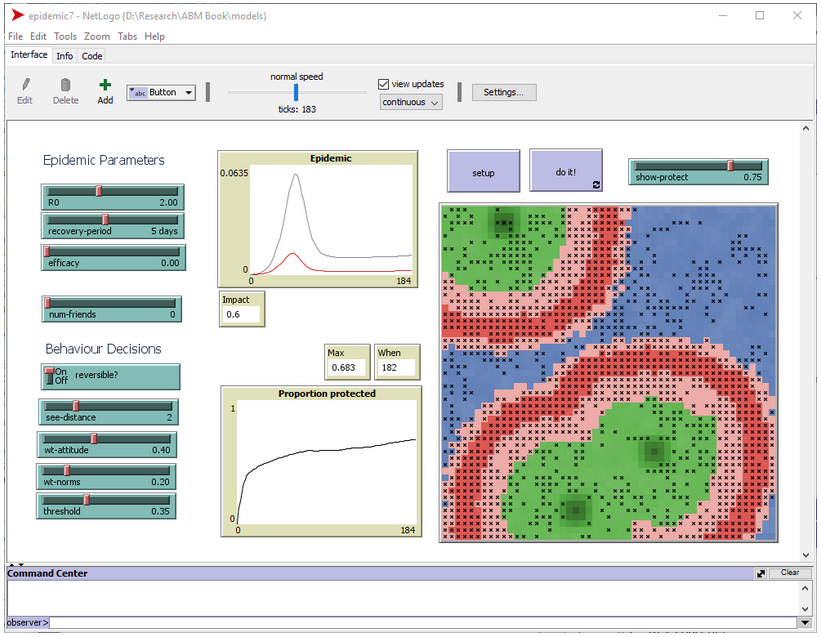 epidemic7 - NetLogo {D:\Research\ABM Book\models}
File Edit Tools Zoom Tabs Help
Interface Info Code
Edit Delete Add abc Button normal speed ticks: 183 view updates continuous Settings...
Epidemic Parameters
R0 2.00
recovery-period 5 days
efficacy 0.00
num-friends 0
Behaviour Decisions
On
Off
reversible?
see-distance 2
wt-attitude 0.40
wt-norms 0.20
threshold 0.35
Epidemic
0.0635
0
0 184
Impact
0.6
Max
0.683
When
182
Proportion protected
1
0
0 184
setup
do it!
show-protect 0.75
Command Center
Clear
observer>